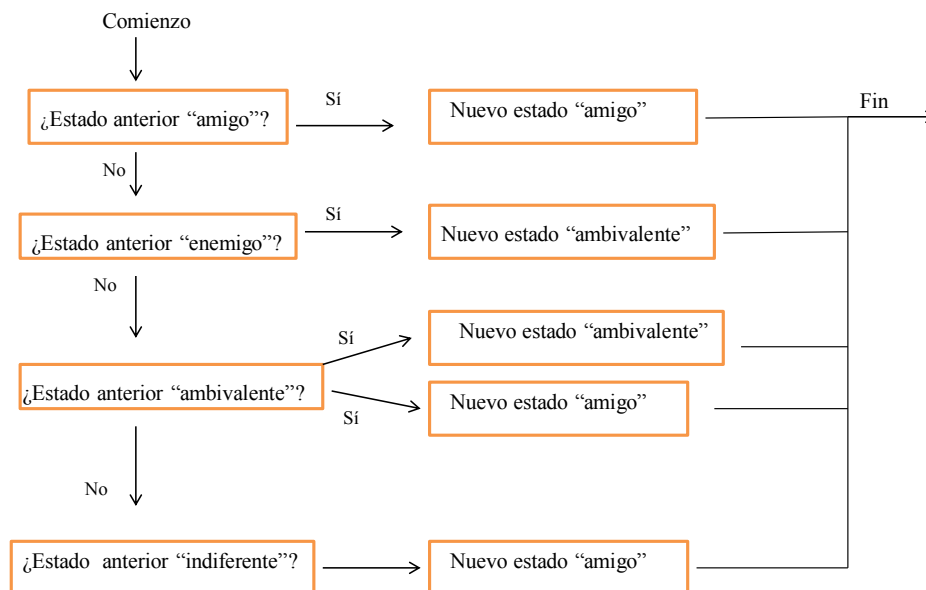 Comienzo
¿Estado anterior “amigo”?
Sí
Nuevo estado “amigo”
Fin
No
¿Estado anterior “enemigo”?
Sí
Nuevo estado “ambivalente”
No
¿Estado anterior “ambivalente”?
Sí
Nuevo estado “ambivalente”
Sí
Nuevo estado “amigo”
No
¿Estado anterior “indiferente”?
Nuevo estado “amigo”